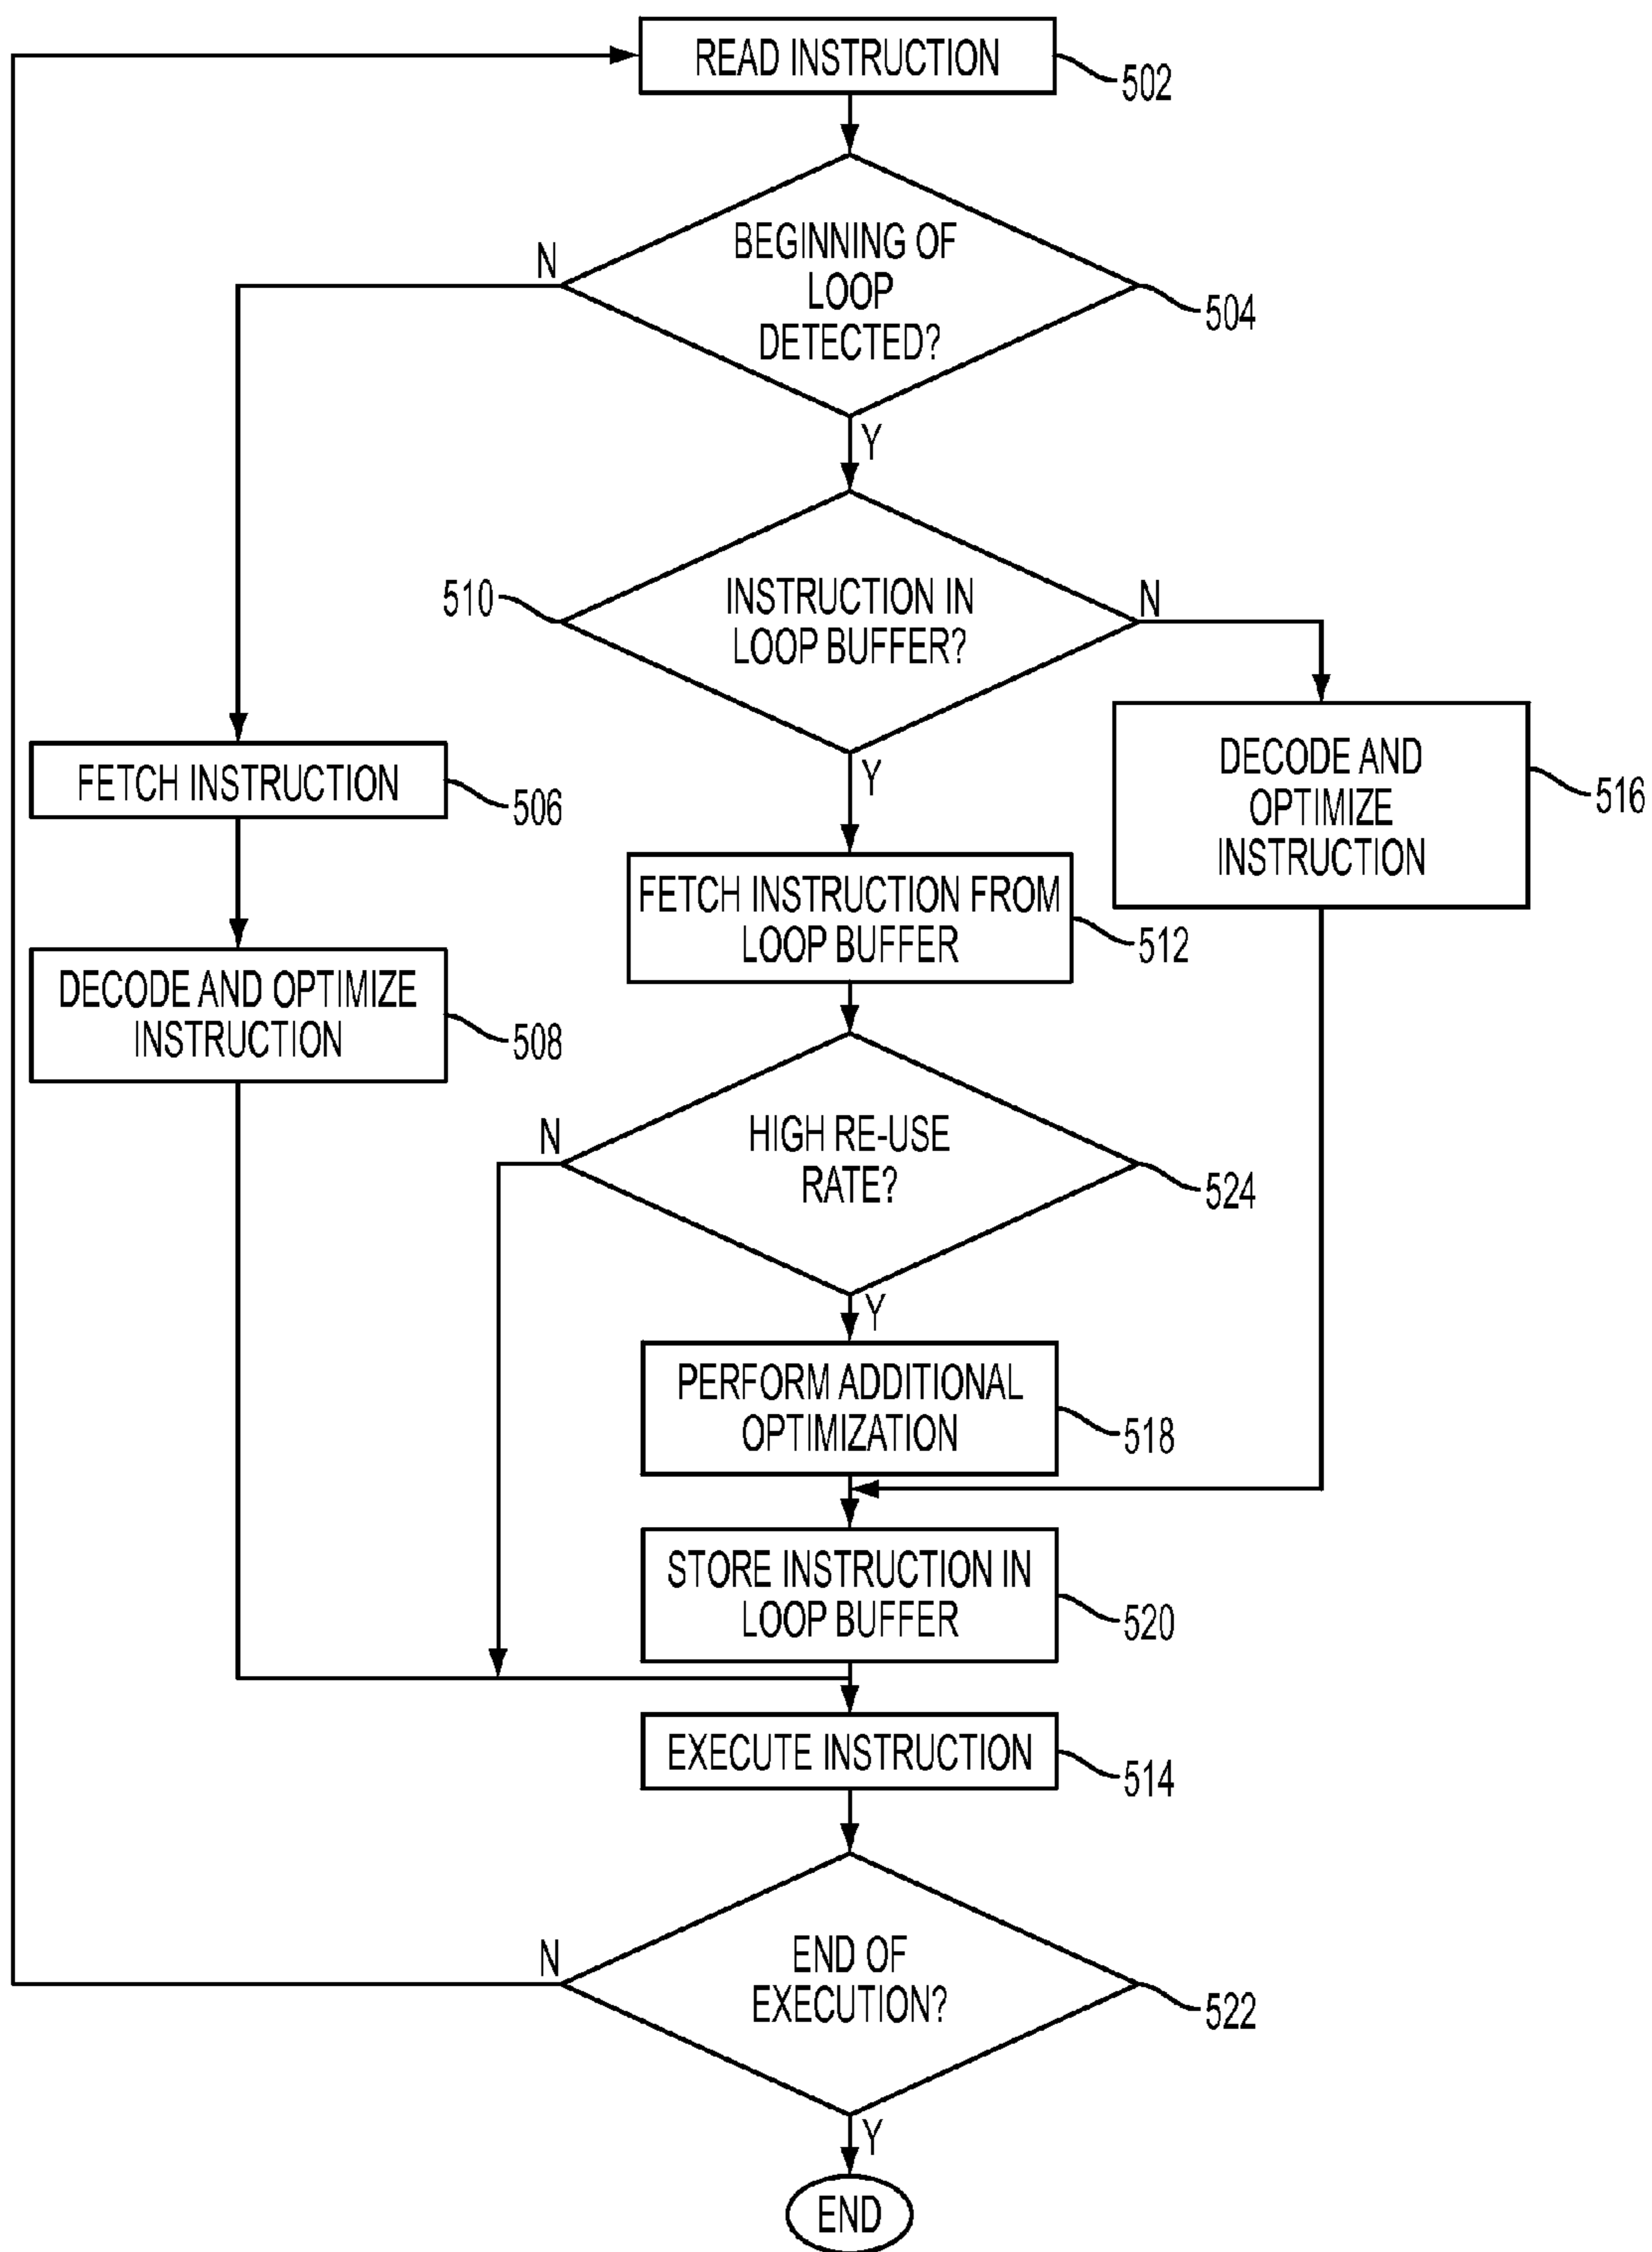 READ INSTRUCTION
502
BEGINNING OF
LOOP
DETECTED?
N
504
Y
510
INSTRUCTION IN
LOOP BUFFER?
N
Y
FETCH INSTRUCTION
506
DECODE AND
OPTIMIZE
INSTRUCTION
516
FETCH INSTRUCTION FROM
LOOP BUFFER
512
DECODE AND OPTIMIZE
INSTRUCTION
508
HIGH RE-USE
RATE?
N
524
Y
PERFORM ADDITIONAL
OPTIMIZATION
518
STORE INSTRUCTION IN
LOOP BUFFER
520
EXECUTE INSTRUCTION
514
END OF
EXECUTION?
N
522
Y
END